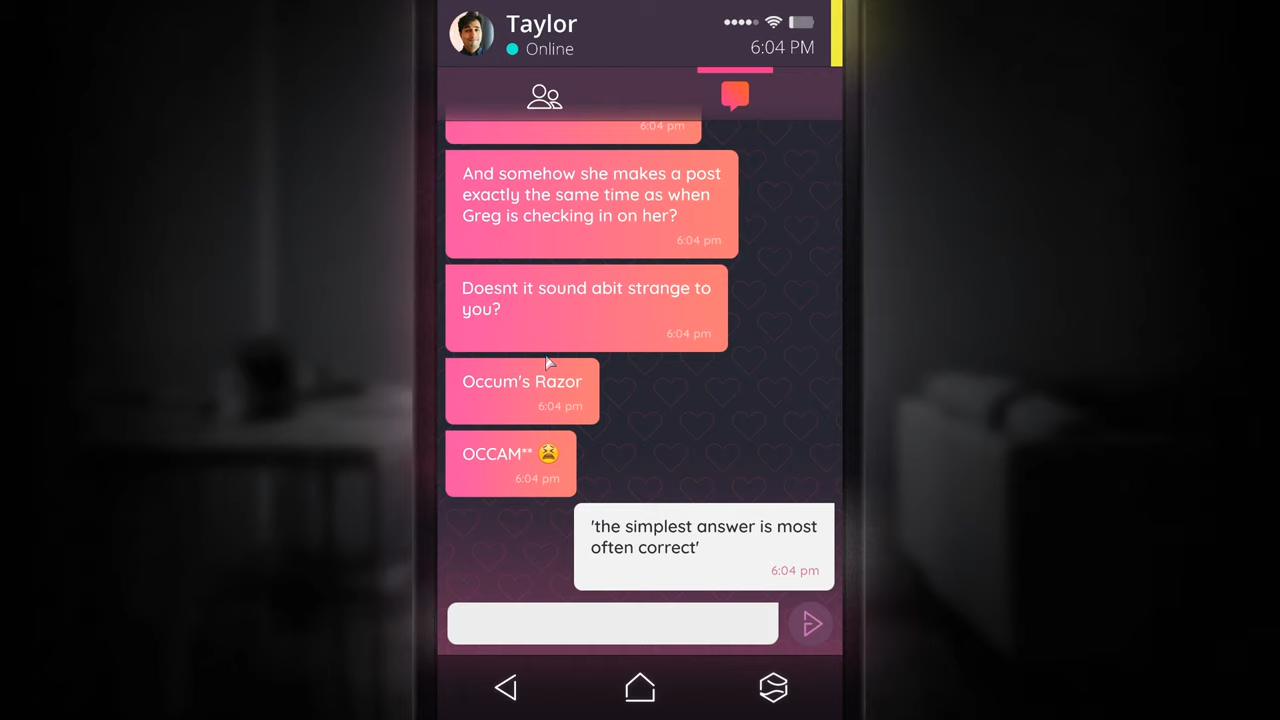 Taylor
Online
6:04 PM
6:04 pm
And somehow she makes a post
exactly the same time as when
Greg is checking in on her?
6:04 pm
Doesnt it sound abit strange to
you?
6:04 pm
Occum's Razor
6:04 pm
OCCAM** 😫
6:04 pm
'the simplest answer is most
often correct'
6:04 pm